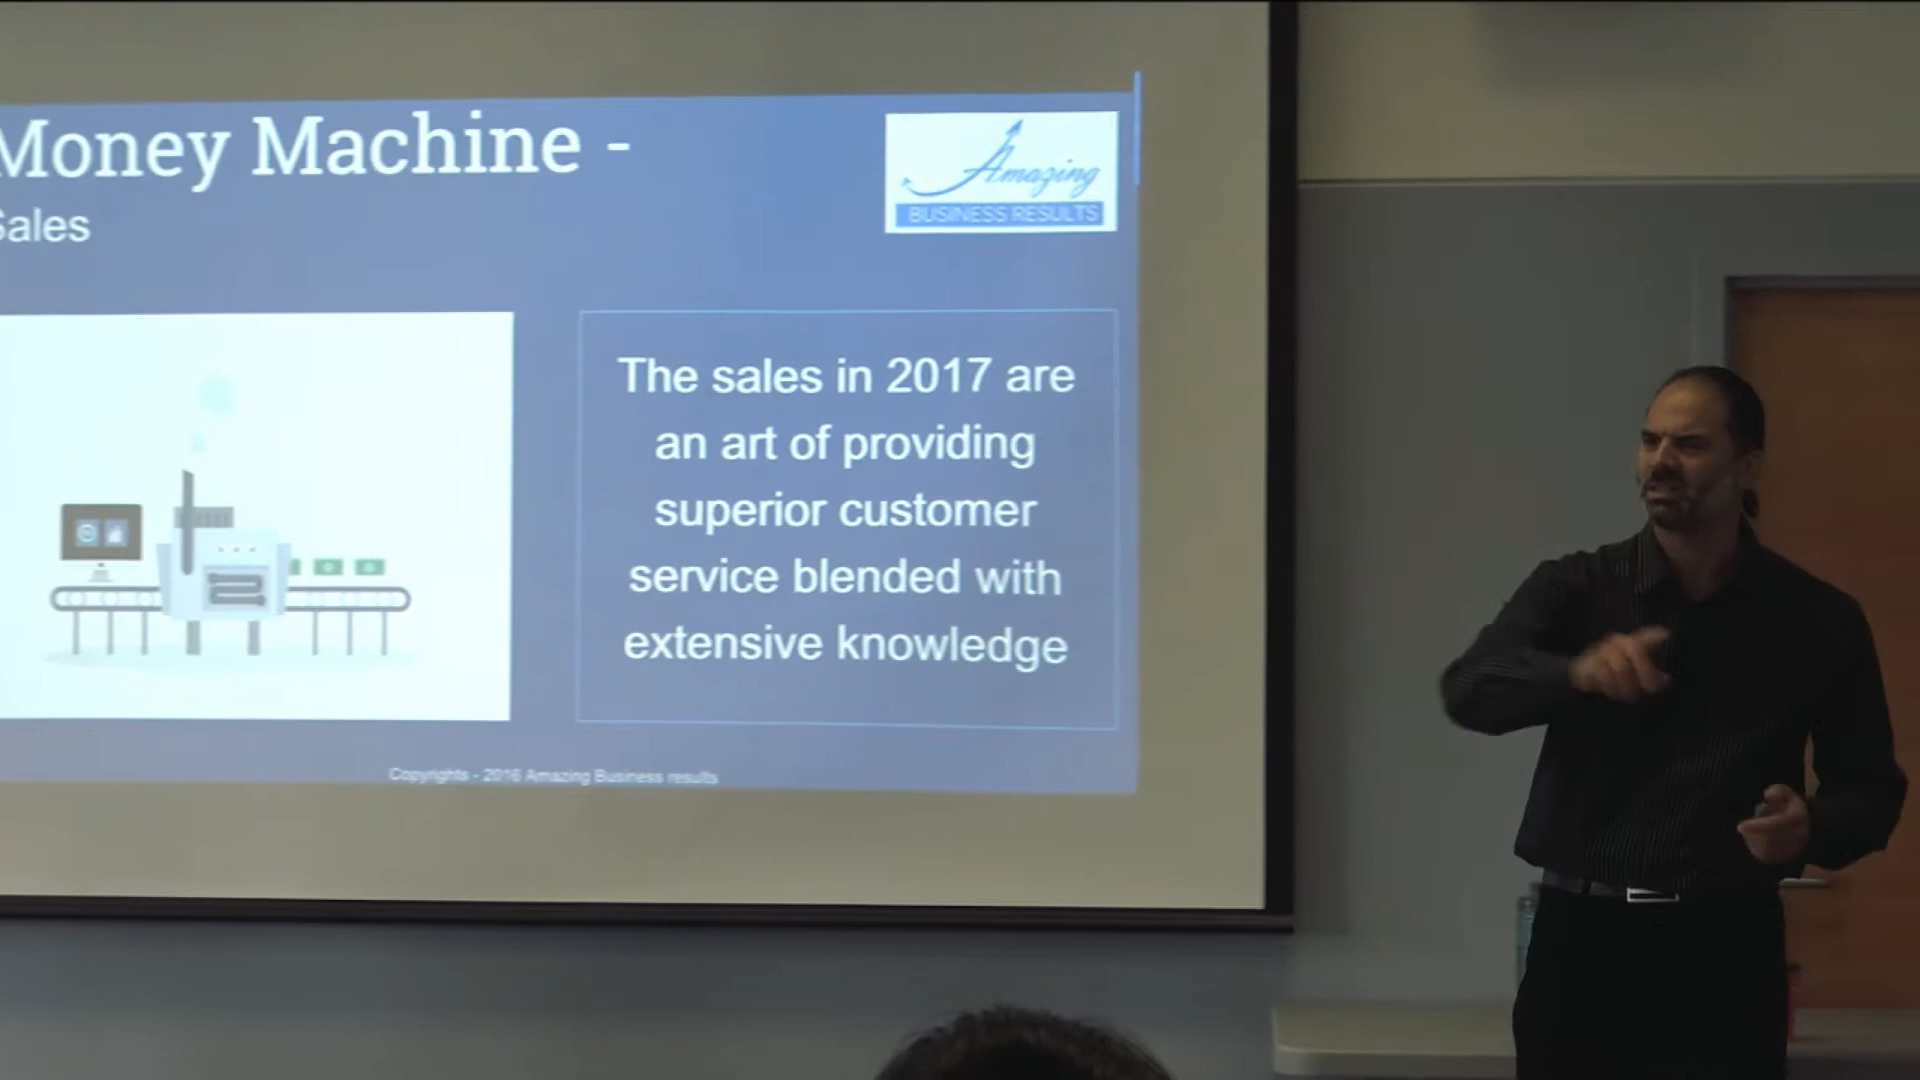 Money Machine -
Sales
Amazing
BUSINESS RESULTS
The sales in 2017 are
an art of providing
superior customer
service blended with
extensive knowledge
Copyrights - 2016 Amazing Business results